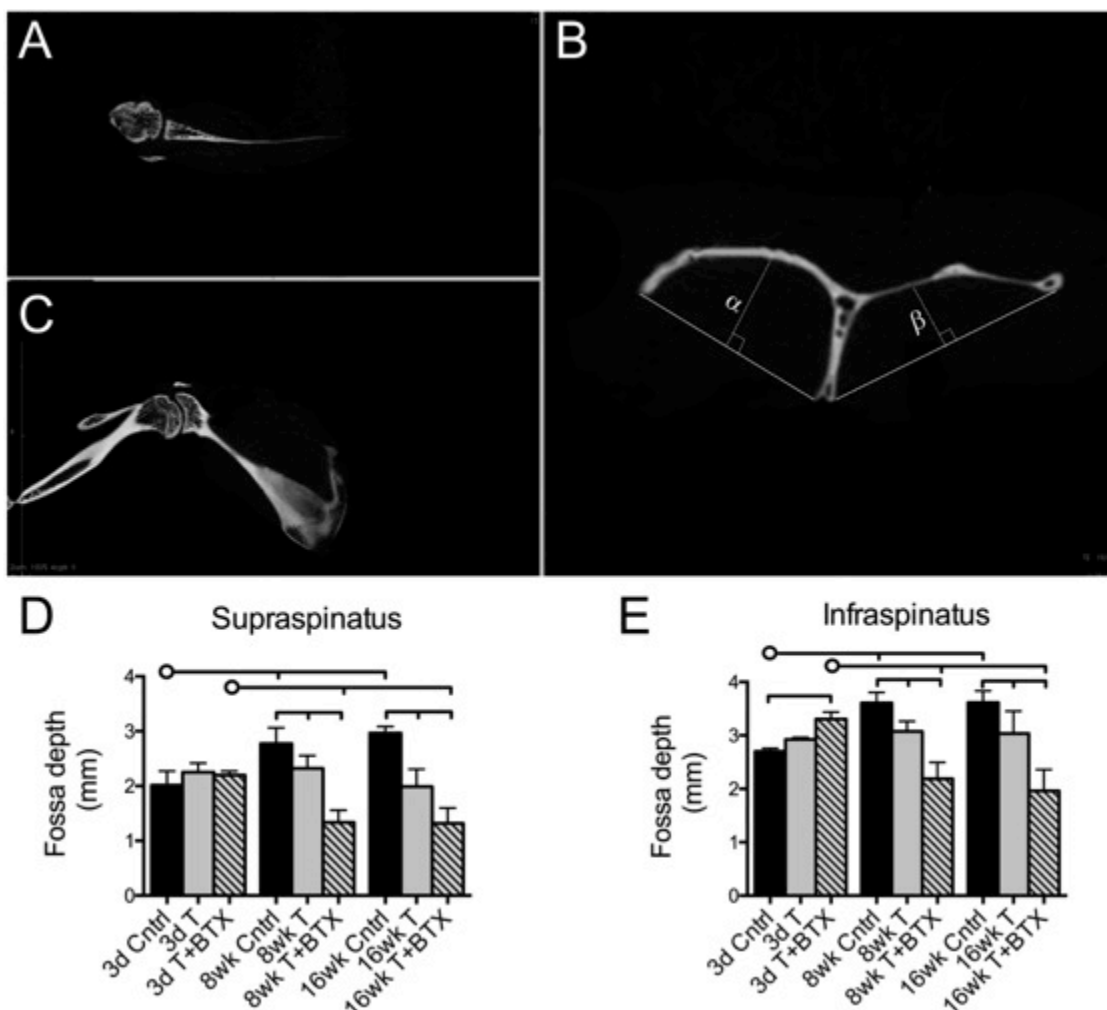 A
B
α
β
C
D
Supraspinatus
Fossa depth
(mm)
4
3
2
1
0
3d Cntrl
3d T
3d T+BTX
8wk Cntrl
8wk T
8wk T+BTX
16wk Cntrl
16wk T
16wk T+BTX
E
Infraspinatus
Fossa depth
(mm)
4
3
2
1
0
3d Cntrl
3d T
3d T+BTX
8wk Cntrl
8wk T
8wk T+BTX
16wk Cntrl
16wk T
16wk T+BTX